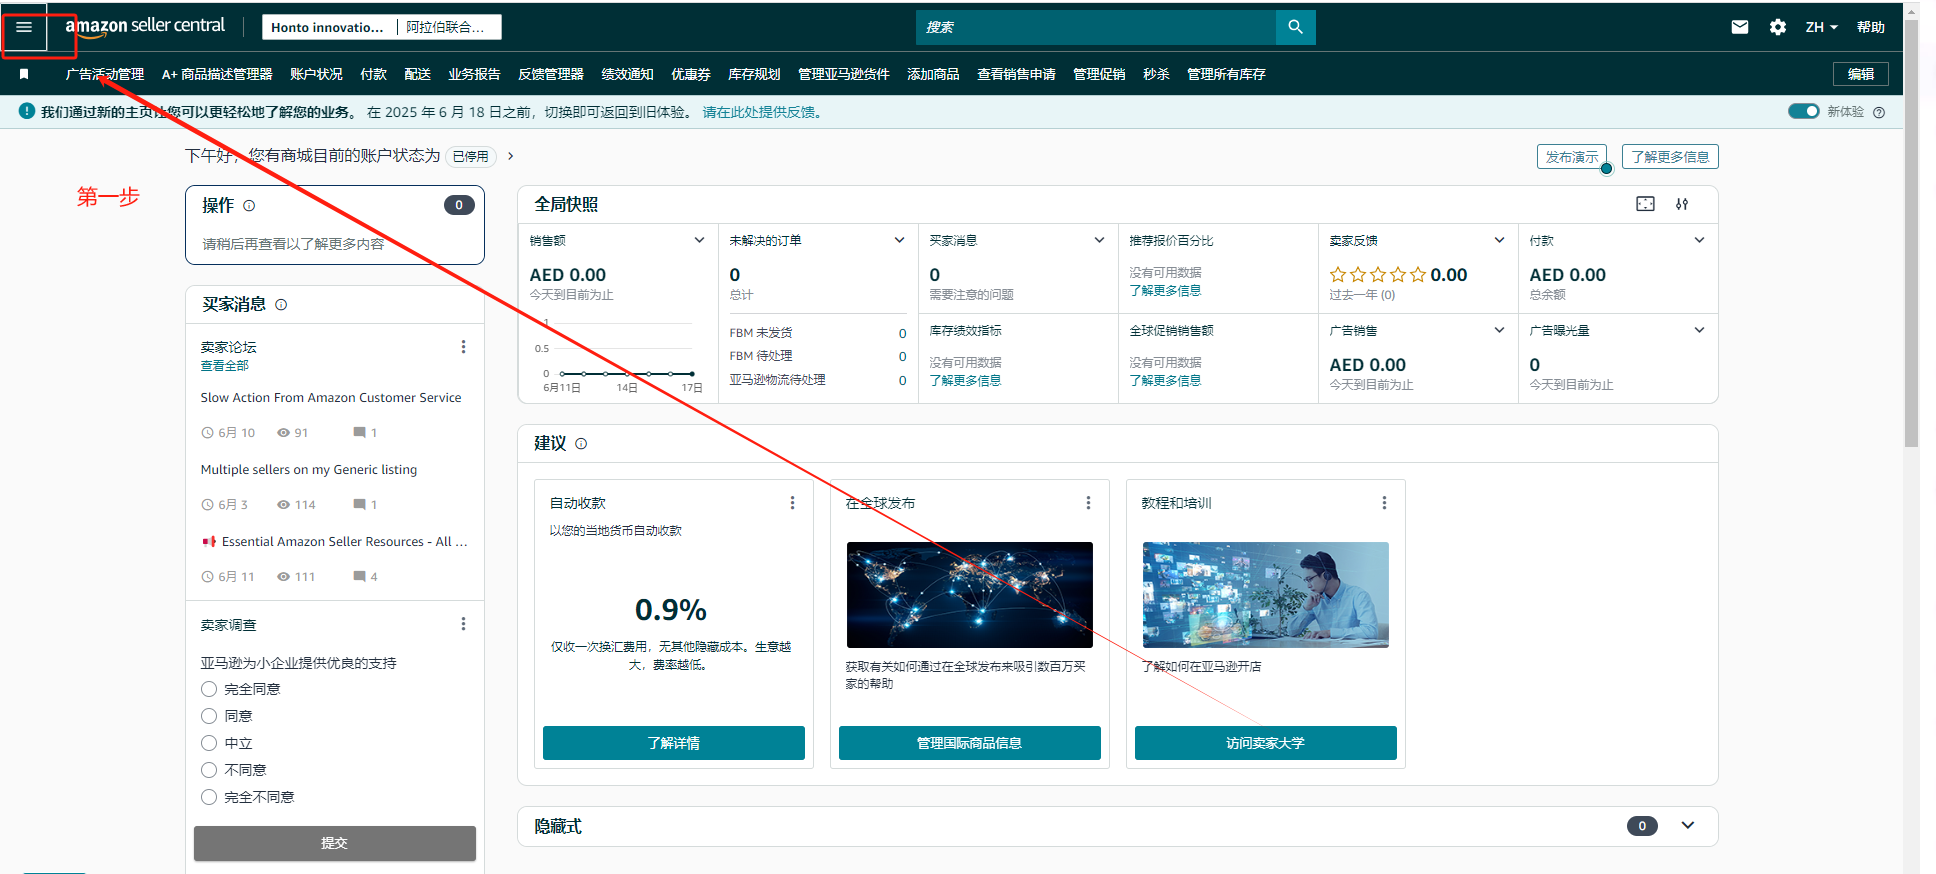 amazon seller central
Honto innovatio... 阿拉伯联合...
搜索
ZH
帮助
广告活动管理 A+ 商品描述管理器 账户状况 付款 配送 业务报告 反馈管理器 绩效通知 优惠券 库存规划 管理亚马逊货件 添加商品 查看销售申请 管理促销 秒杀 管理所有库存
编辑
我们通过新的主页让您可以更轻松地了解您的业务。 在 2025 年 6 月 18 日之前，切换即可返回到旧体验。 请在此处提供反馈。
新体验
下午好，您有商城目前的账户状态为 已停用
发布演示
了解更多信息
第一步
操作
0
请稍后再查看以了解更多内容
买家消息
卖家论坛
查看全部
Slow Action From Amazon Customer Service
6月 10 91 1
Multiple sellers on my Generic listing
6月 3 114 1
Essential Amazon Seller Resources - All ...
6月 11 111 4
卖家调查
亚马逊为小企业提供优良的支持
完全同意
同意
中立
不同意
完全不同意
提交
全局快照
销售额
AED 0.00
今天到目前为止
1
0.5
0
6月11日 14日 17日
未解决的订单
0
总计
FBM 未发货 0
FBM 待处理 0
亚马逊物流待处理 0
买家消息
0
需要注意的问题
推荐报价百分比
没有可用数据
了解更多信息
卖家反馈
0.00
过去一年 (0)
付款
AED 0.00
总余额
库存绩效指标
没有可用数据
了解更多信息
全球促销销售额
没有可用数据
了解更多信息
广告销售
AED 0.00
今天到目前为止
广告曝光量
0
今天到目前为止
建议
自动收款
以您的当地货币自动收款
0.9%
仅收一次换汇费用，无其他隐藏成本。生意越
大，费率越低。
了解详情
在全球发布
获取有关如何通过在全球发布来吸引数百万买
家的帮助
管理国际商品信息
教程和培训
了解如何在亚马逊开店
访问卖家大学
隐藏式
0